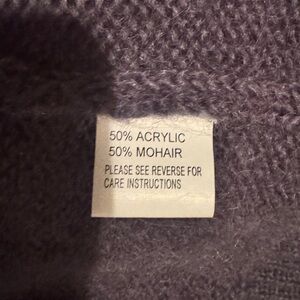 50% ACRYLIC
50% MOHAIR
PLEASE SEE REVERSE FOR
CARE INSTRUCTIONS